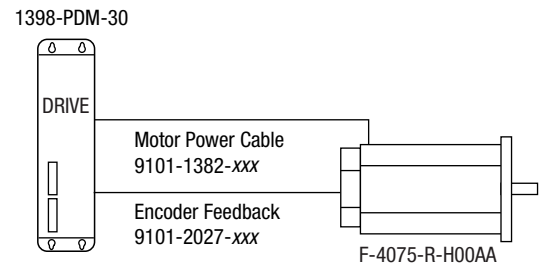 1398-PDM-30
DRIVE
Motor Power Cable
9101-1382-xxx
Encoder Feedback
9101-2027-xxx
F-4075-R-H00AA